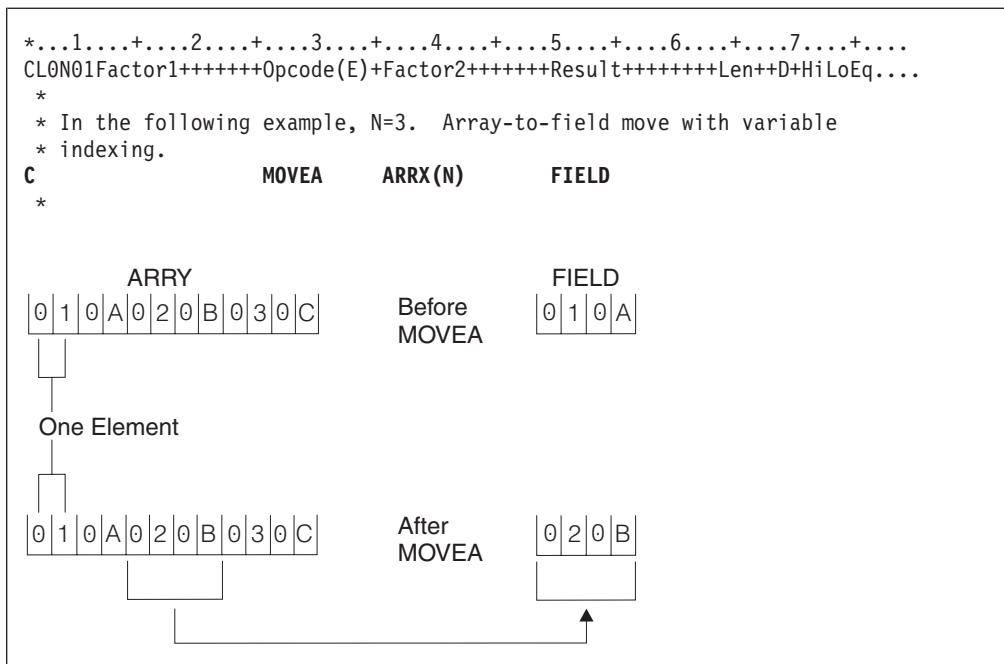 *...1....+....2....+....3....+....4....+....5....+....6....+....7....+....
CL0N01Factor1+++++++Opcode(E)+Factor2+++++++Result++++++++Len++D+HiLoEq....
*
* In the following example, N=3. Array-to-field move with variable
* indexing.
C MOVEA ARRX(N) FIELD
*
ARRY FIELD
0 1 0 A 0 2 0 B 0 3 0 C Before MOVEA 0 1 0 A
One Element
0 1 0 A 0 2 0 B 0 3 0 C After MOVEA 0 2 0 B